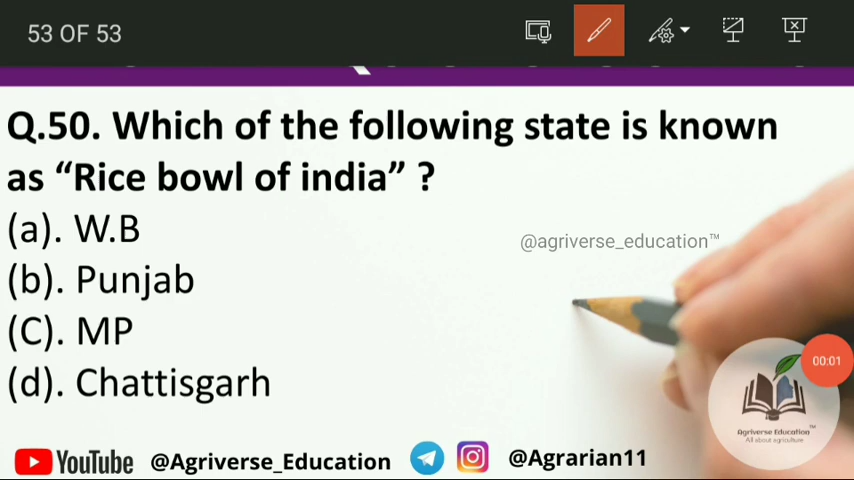 53 OF 53
Q.50. Which of the following state is known
as “Rice bowl of india” ?
(a). W.B
@agriverse_education™
(b). Punjab
(C). MP
(d). Chattisgarh
00:01
Agriverse Education™
All about agriculture
YouTube @Agriverse_Education @Agrarian11